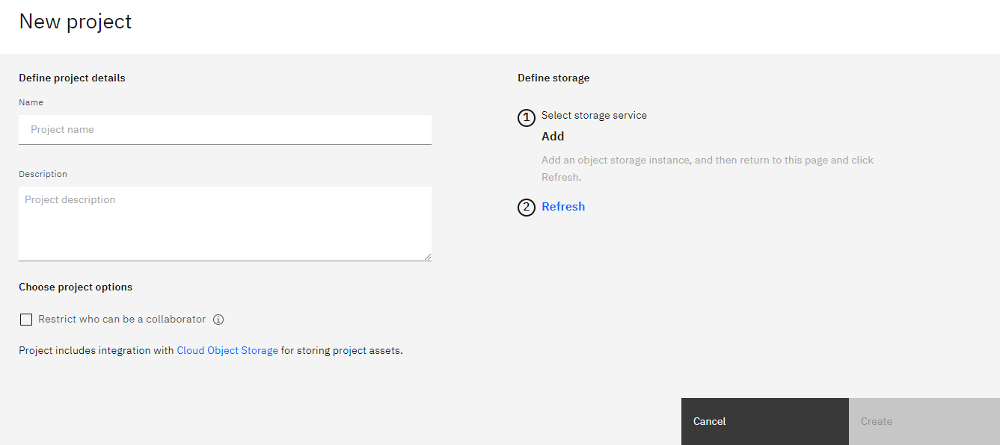 New project
Define project details
Name
Project name
Description
Project description
Choose project options
Restrict who can be a collaborator
Project includes integration with Cloud Object Storage for storing project assets.
Define storage
1 Select storage service
Add
Add an object storage instance, and then return to this page and click
Refresh.
2 Refresh
Cancel
Create